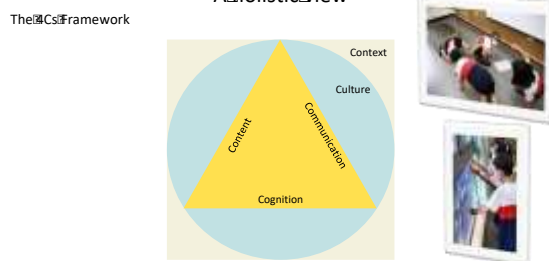 The 4Cs Framework
Context
Culture
Content
Communication
Cognition